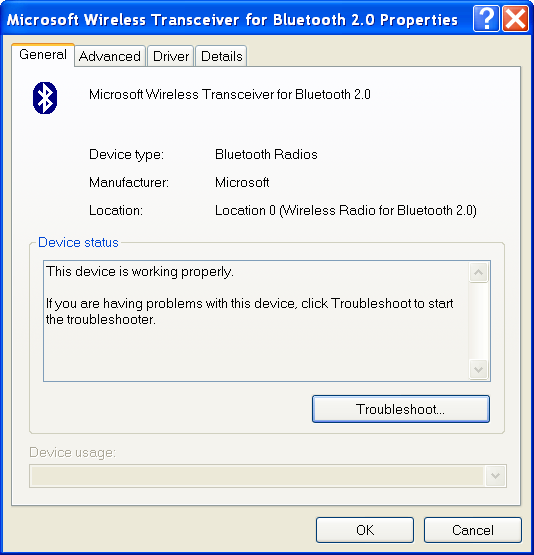 Microsoft Wireless Transceiver for Bluetooth 2.0 Properties
General Advanced Driver Details
Microsoft Wireless Transceiver for Bluetooth 2.0
Device type: Bluetooth Radios
Manufacturer: Microsoft
Location: Location 0 (Wireless Radio for Bluetooth 2.0)
Device status
This device is working properly.
If you are having problems with this device, click Troubleshoot to start
the troubleshooter.
Troubleshoot...
Device usage:
OK Cancel